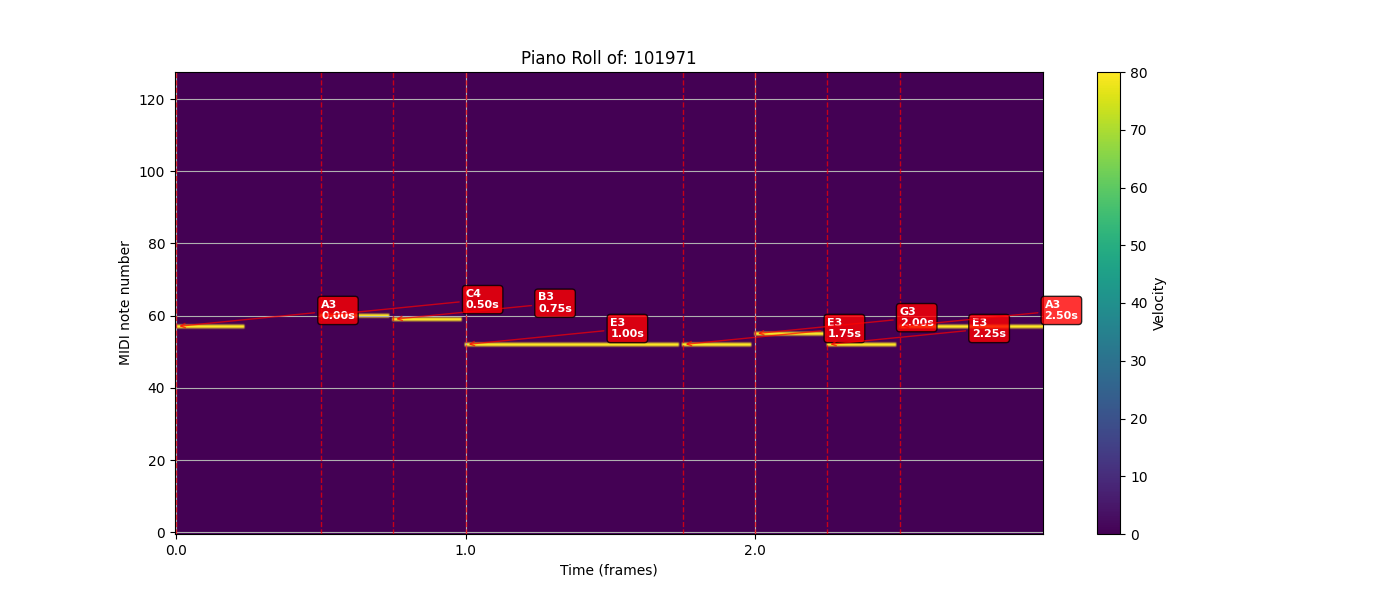 Piano Roll of: 101971
MIDI note number
120
100
80
60
40
20
0
A3
0.00s
C4
0.50s
B3
0.75s
E3
1.00s
E3
1.75s
G3
2.00s
E3
2.25s
A3
2.50s
0.0
1.0
2.0
Time (frames)
80
70
60
50
40
30
20
10
0
Velocity